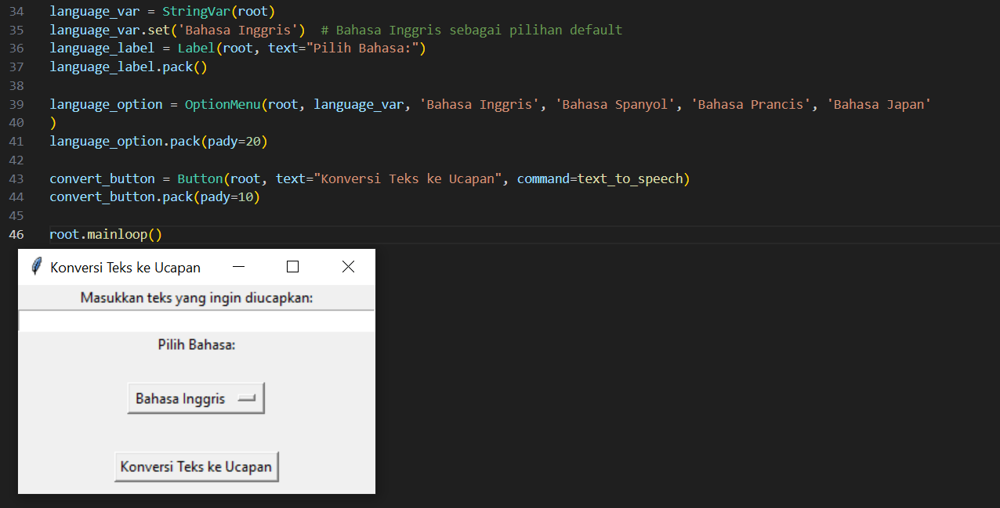 34 language_var = StringVar(root)
35 language_var.set('Bahasa Inggris')  # Bahasa Inggris sebagai pilihan default
36 language_label = Label(root, text="Pilih Bahasa:")
37 language_label.pack()
38
39 language_option = OptionMenu(root, language_var, 'Bahasa Inggris', 'Bahasa Spanyol', 'Bahasa Prancis', 'Bahasa Japan'
40 )
41 language_option.pack(pady=20)
42
43 convert_button = Button(root, text="Konversi Teks ke Ucapan", command=text_to_speech)
44 convert_button.pack(pady=10)
45
46 root.mainloop()
Konversi Teks ke Ucapan
Masukkan teks yang ingin diucapkan:
Pilih Bahasa:
Bahasa Inggris
Konversi Teks ke Ucapan